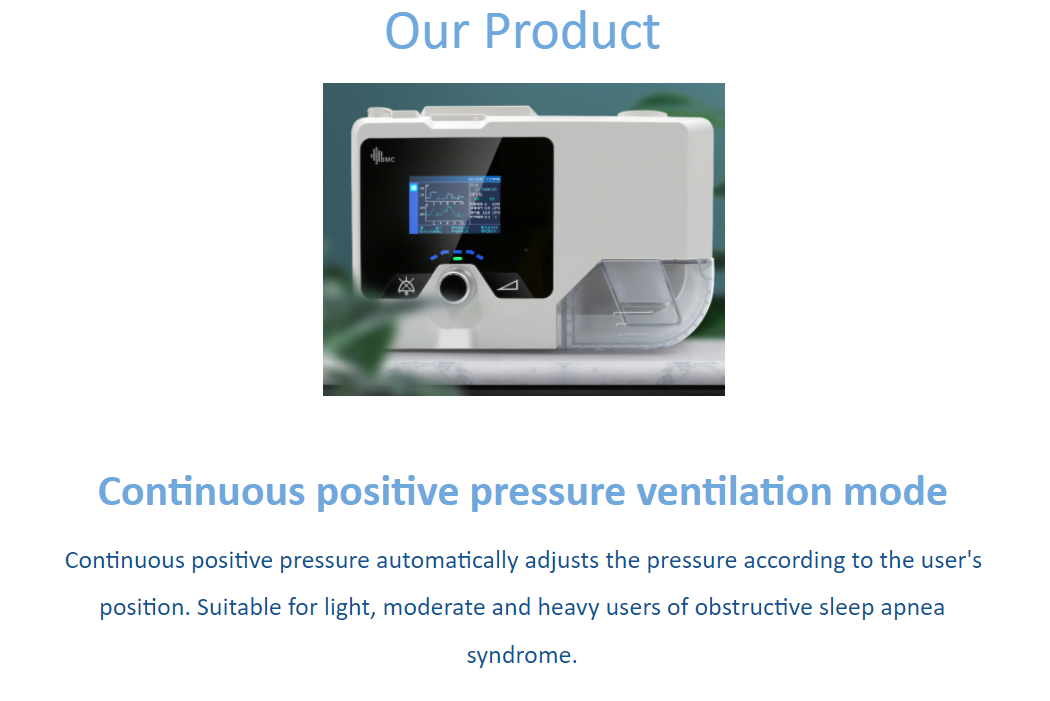 Our Product
BMC
Continuous positive pressure ventilation mode
Continuous positive pressure automatically adjusts the pressure according to the user's
position. Suitable for light, moderate and heavy users of obstructive sleep apnea
syndrome.